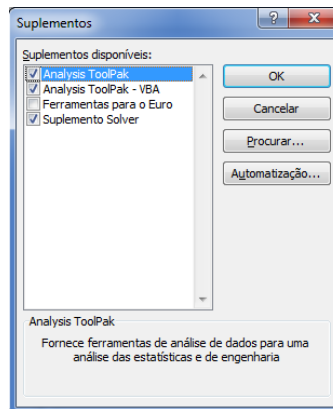 Suplementos
Suplementos disponíveis:
Analysis ToolPak
Analysis ToolPak - VBA
Ferramentas para o Euro
Suplemento Solver
OK
Cancelar
Procurar...
Automatização...
Analysis ToolPak
Fornece ferramentas de análise de dados para uma
análise das estatísticas e de engenharia